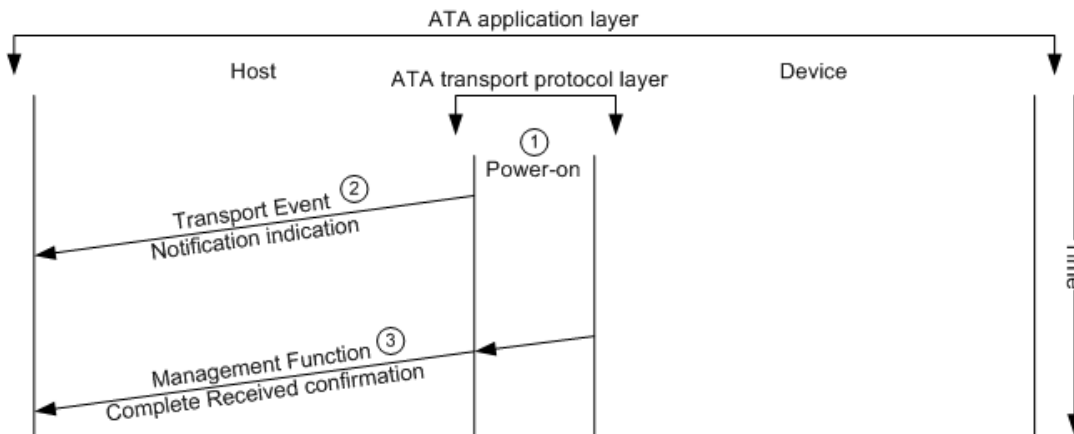 ATA application layer
Host
Device
ATA transport protocol layer
1
Power-on
Transport Event 2
Notification indication
Time
Management Function 3
Complete Received confirmation